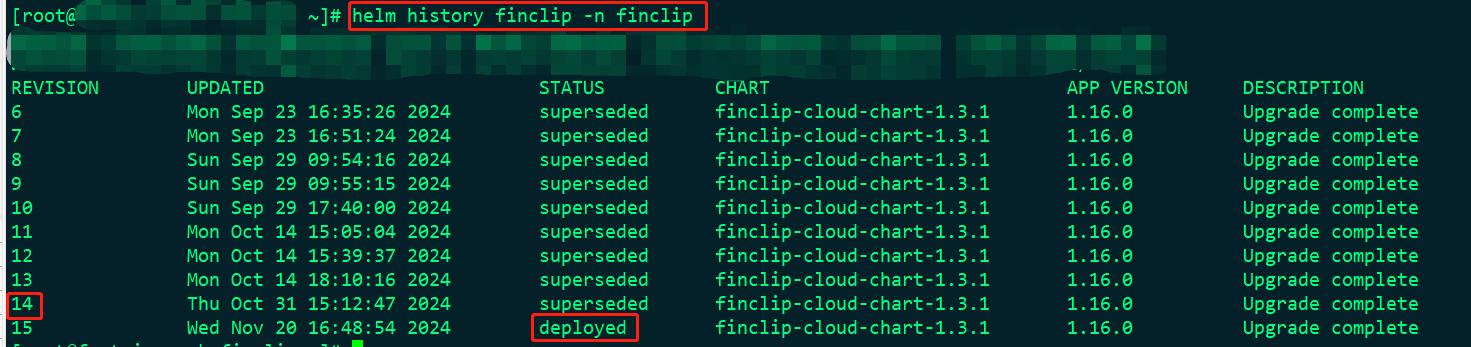 [root@ ~]# helm history finclip -n finclip
REVISION UPDATED STATUS CHART APP VERSION DESCRIPTION
6 Mon Sep 23 16:35:26 2024 superseded finclip-cloud-chart-1.3.1 1.16.0 Upgrade complete
7 Mon Sep 23 16:51:24 2024 superseded finclip-cloud-chart-1.3.1 1.16.0 Upgrade complete
8 Sun Sep 29 09:54:16 2024 superseded finclip-cloud-chart-1.3.1 1.16.0 Upgrade complete
9 Sun Sep 29 09:55:15 2024 superseded finclip-cloud-chart-1.3.1 1.16.0 Upgrade complete
10 Sun Sep 29 17:40:00 2024 superseded finclip-cloud-chart-1.3.1 1.16.0 Upgrade complete
11 Mon Oct 14 15:05:04 2024 superseded finclip-cloud-chart-1.3.1 1.16.0 Upgrade complete
12 Mon Oct 14 15:39:37 2024 superseded finclip-cloud-chart-1.3.1 1.16.0 Upgrade complete
13 Mon Oct 14 18:10:16 2024 superseded finclip-cloud-chart-1.3.1 1.16.0 Upgrade complete
14 Thu Oct 31 15:12:47 2024 superseded finclip-cloud-chart-1.3.1 1.16.0 Upgrade complete
15 Wed Nov 20 16:48:54 2024 deployed finclip-cloud-chart-1.3.1 1.16.0 Upgrade complete